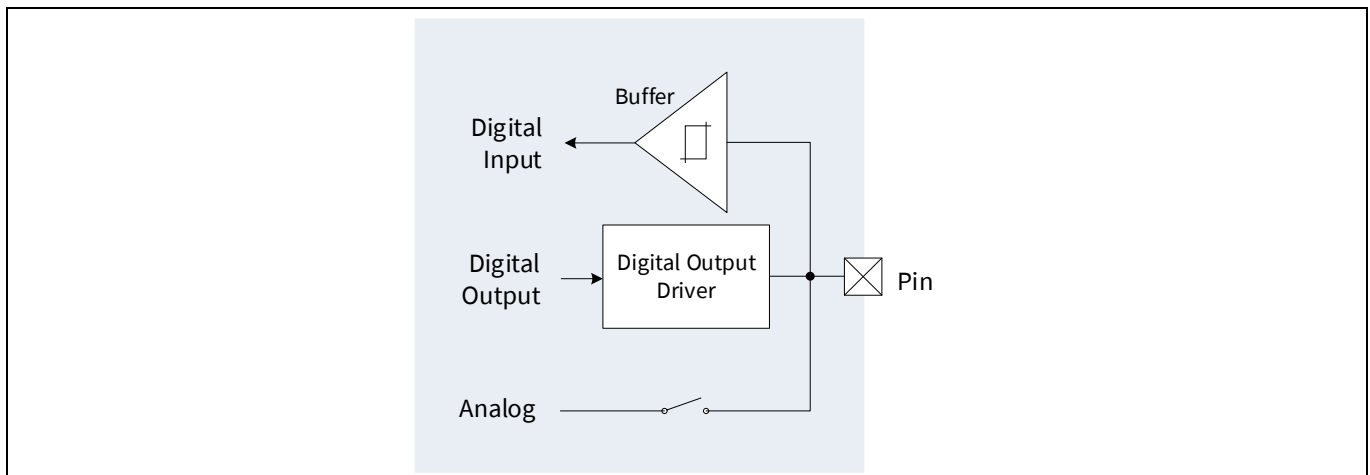 Buffer
Digital
Input
Digital
Output
Digital Output
Driver
Pin
Analog